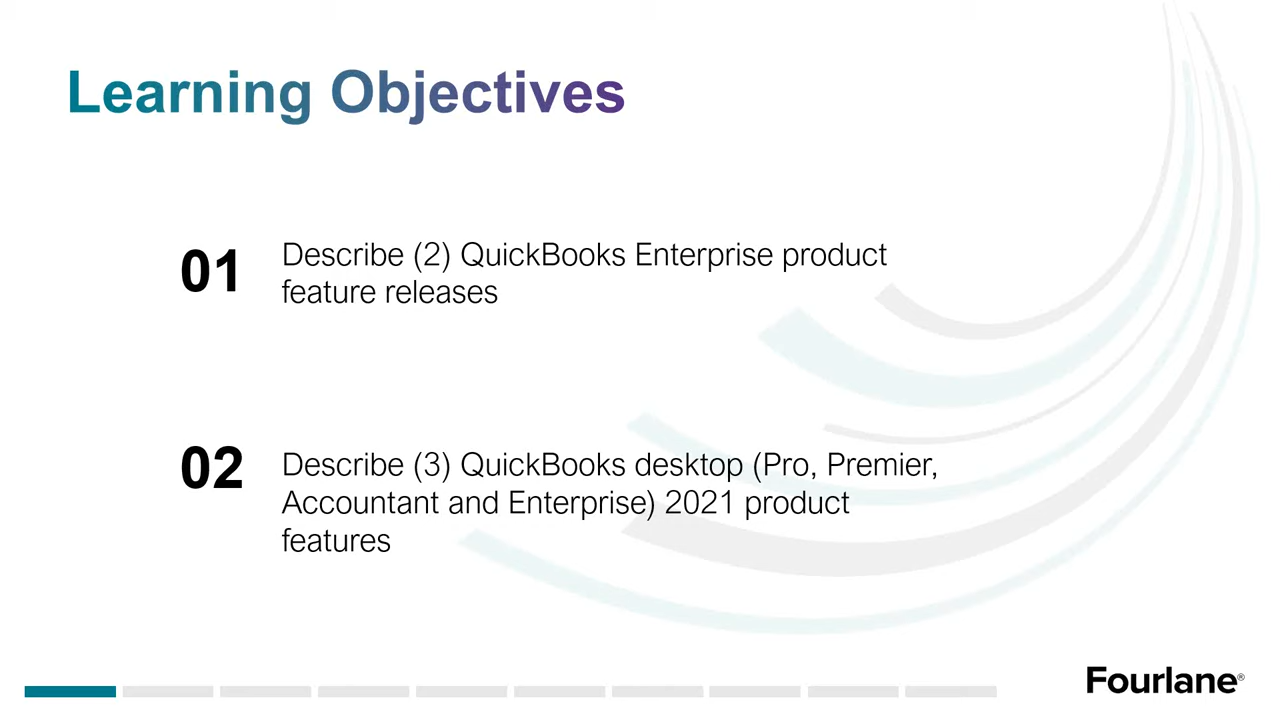 Learning Objectives
01
Describe (2) QuickBooks Enterprise product
feature releases
02
Describe (3) QuickBooks desktop (Pro, Premier,
Accountant and Enterprise) 2021 product
features
Fourlane®